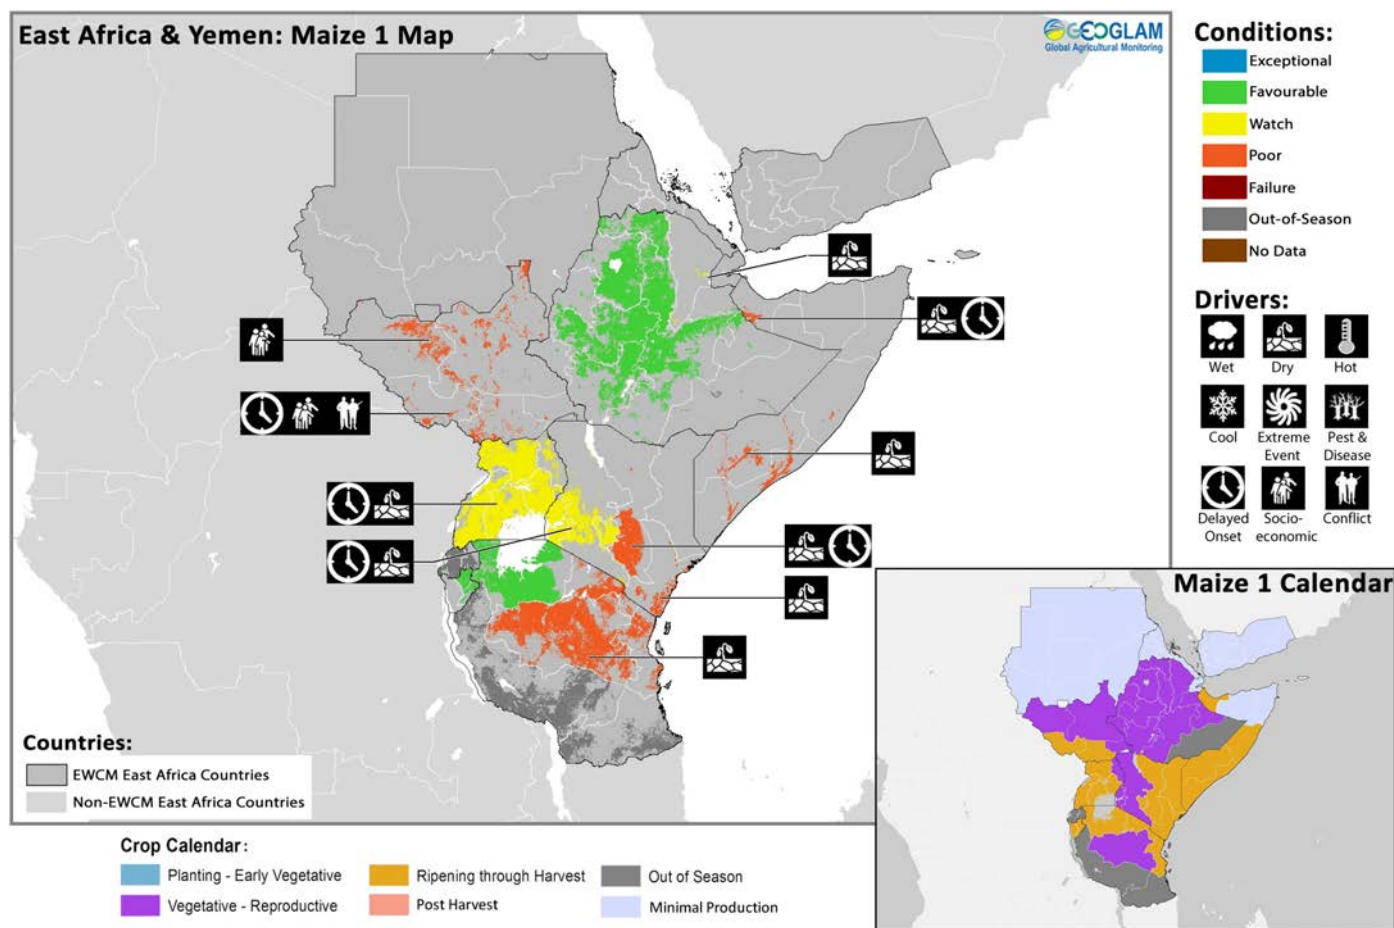 East Africa & Yemen: Maize 1 Map
GEOGLAM
Global Agricultural Monitoring
Conditions:
Exceptional
Favourable
Watch
Poor
Failure
Out-of-Season
No Data
Drivers:
Wet
Dry
Hot
Cool
Extreme
Event
Pest &
Disease
Delayed
Onset
Socio-
economic
Conflict
Countries:
EWCM East Africa Countries
Non-EWCM East Africa Countries
Maize 1 Calendar
Crop Calendar:
Planting - Early Vegetative
Ripening through Harvest
Out of Season
Vegetative - Reproductive
Post Harvest
Minimal Production